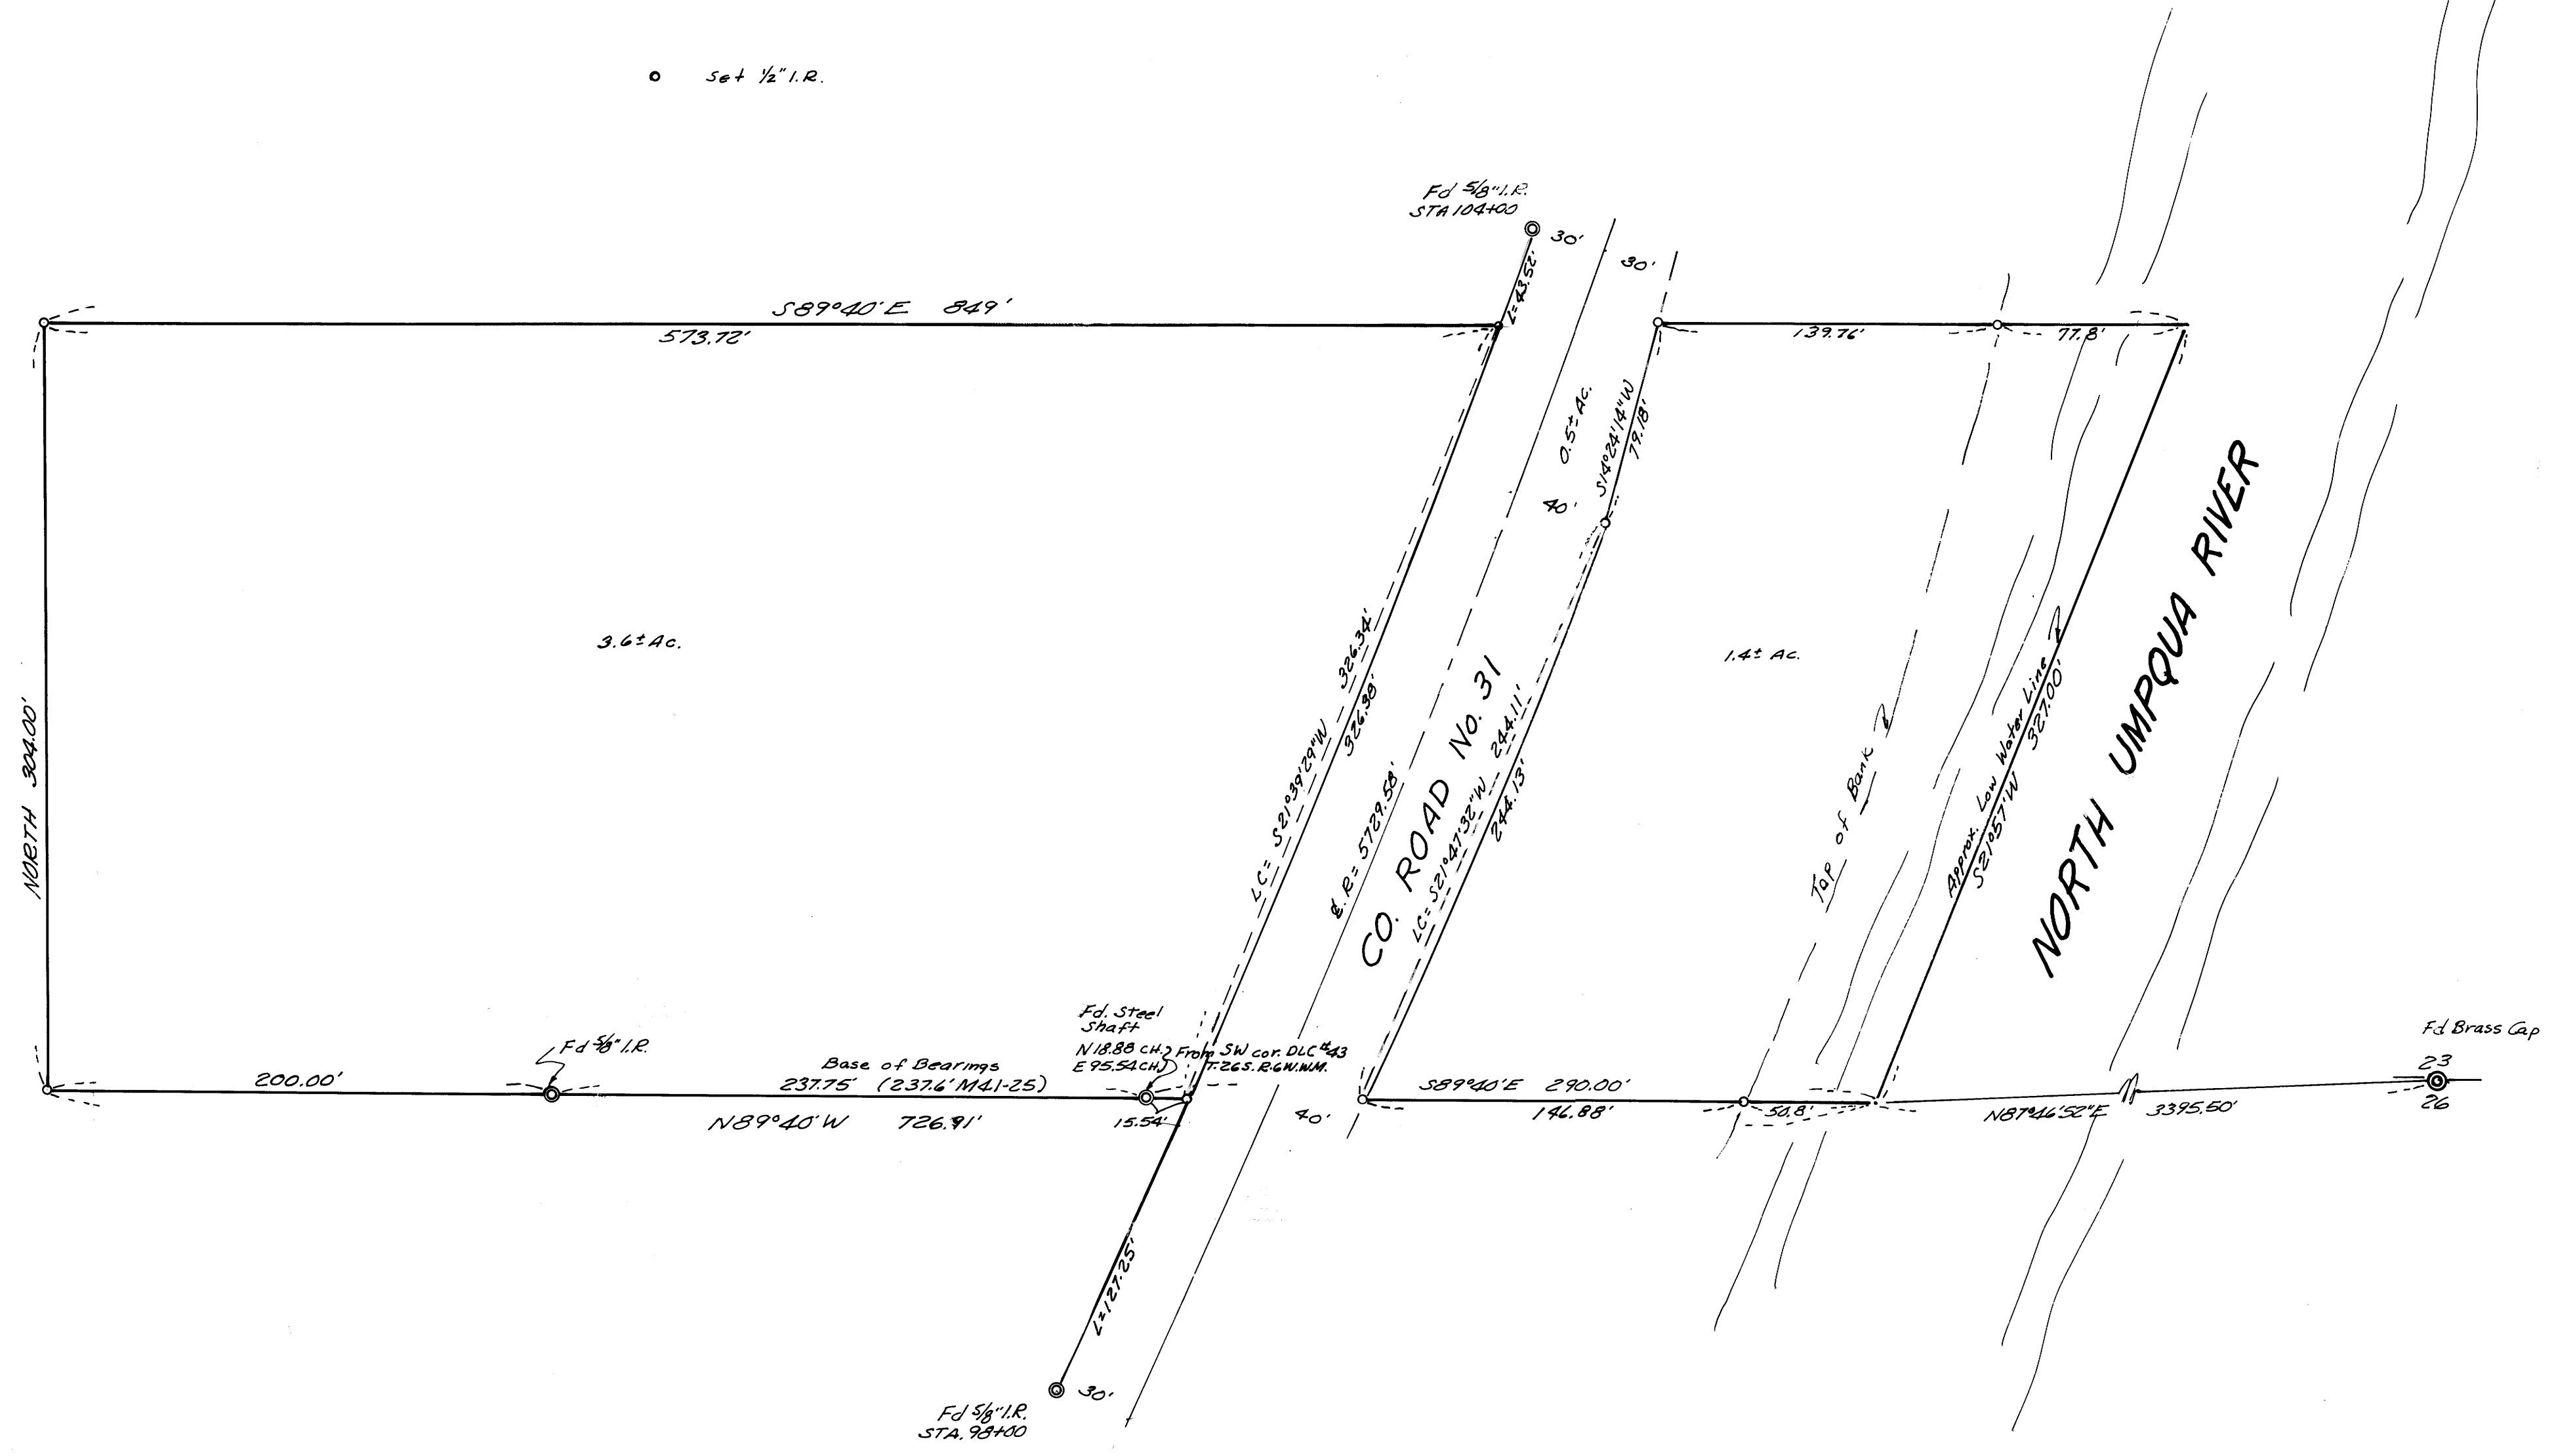 Set 1/2" I.R.
Fd 5/8" I.R.
STA 104+00
30'
30'
L=43.52'
S89°40'E 849'
573.72'
139.76'
77.8'
0.5± Ac.
S14°24'14"W
79.18'
40'
NORTH 304.00'
3.6± Ac.
1.4± Ac.
LC= S21°39'29"W 326.34'
326.38'
℄ R= 5729.58'
CO. ROAD No. 31
LC= S21°47'32"W 244.11'
244.13'
Top of Bank
Approx. Low Water Line
S21°57'W 327.00'
NORTH UMPQUA RIVER
Fd 5/8" I.R.
200.00'
Base of Bearings
237.75' (237.6' M41-25)
N89°40'W 726.91'
Fd. Steel
Shaft
N 18.88 CH. From SW cor. DLC #43
E 95.54 CH. T.26S. R.6W. W.M.
15.54'
40'
S89°40'E 290.00'
146.88'
50.8'
N87°46'52"E 3395.50'
Fd Brass Cap
23
26
L=127.25'
30'
Fd 5/8" I.R.
STA. 98+00